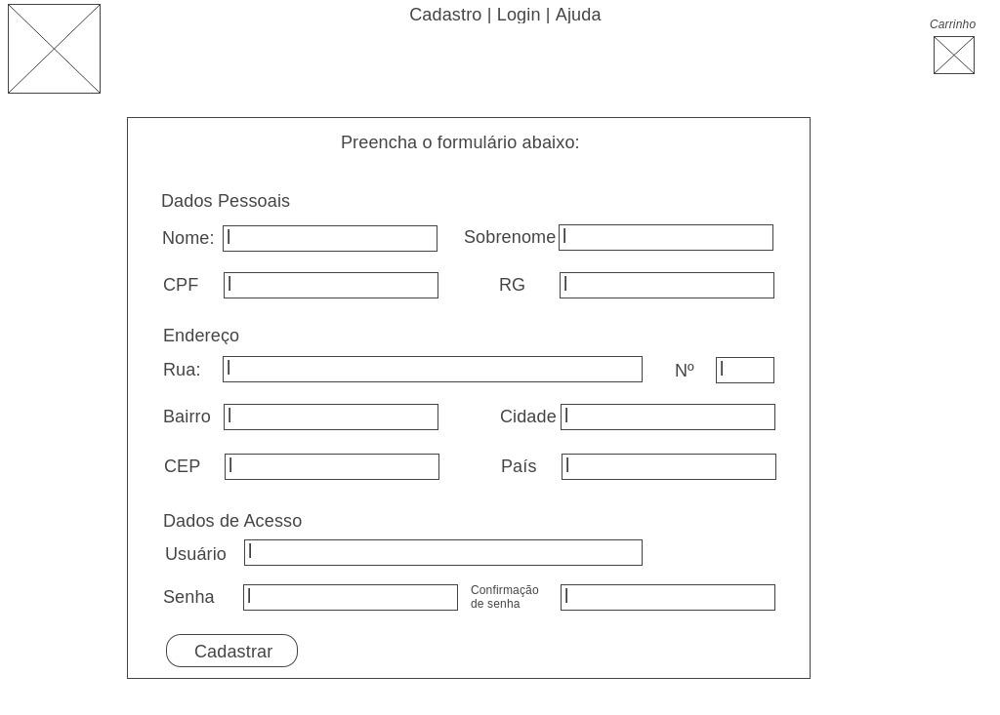 Cadastro | Login | Ajuda
Carrinho
Preencha o formulário abaixo:
Dados Pessoais
Nome: Sobrenome
CPF RG
Endereço
Rua: Nº
Bairro Cidade
CEP País
Dados de Acesso
Usuário
Senha Confirmação
de senha
Cadastrar